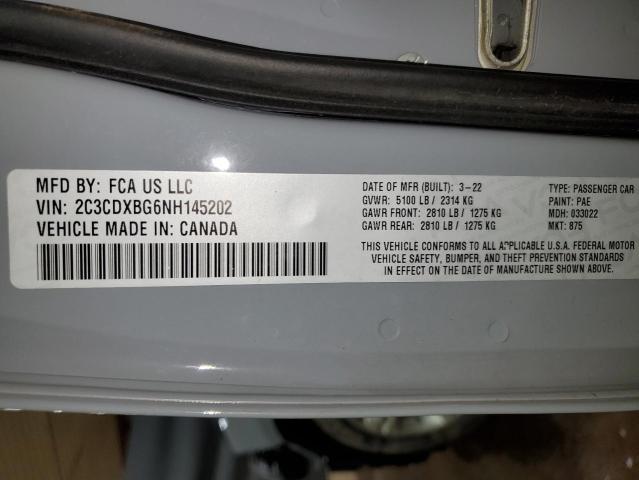 MFD BY: FCA US LLC
VIN: 2C3CDXBG6NH145202
VEHICLE MADE IN: CANADA
DATE OF MFR (BUILT): 3-22
GVWR: 5100 LB / 2314 KG
GAWR FRONT: 2810 LB / 1275 KG
GAWR REAR: 2810 LB / 1275 KG
TYPE: PASSENGER CAR
PAINT: PAE
MDH: 033022
MKT: 875
THIS VEHICLE CONFORMS TO ALL APPLICABLE U.S.A. FEDERAL MOTOR
VEHICLE SAFETY, BUMPER, AND THEFT PREVENTION STANDARDS
IN EFFECT ON THE DATE OF MANUFACTURE SHOWN ABOVE.